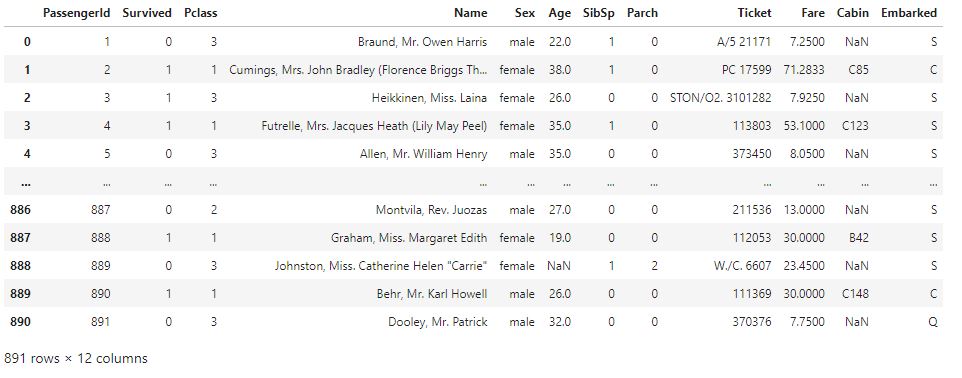 PassengerId Survived Pclass Name Sex Age SibSp Parch Ticket Fare Cabin Embarked
0 1 0 3 Braund, Mr. Owen Harris male 22.0 1 0 A/5 21171 7.2500 NaN S
1 2 1 1 Cumings, Mrs. John Bradley (Florence Briggs Th... female 38.0 1 0 PC 17599 71.2833 C85 C
2 3 1 3 Heikkinen, Miss. Laina female 26.0 0 0 STON/O2. 3101282 7.9250 NaN S
3 4 1 1 Futrelle, Mrs. Jacques Heath (Lily May Peel) female 35.0 1 0 113803 53.1000 C123 S
4 5 0 3 Allen, Mr. William Henry male 35.0 0 0 373450 8.0500 NaN S
... ... ... ... ... ... ... ... ... ... ... ... ...
886 887 0 2 Montvila, Rev. Juozas male 27.0 0 0 211536 13.0000 NaN S
887 888 1 1 Graham, Miss. Margaret Edith female 19.0 0 0 112053 30.0000 B42 S
888 889 0 3 Johnston, Miss. Catherine Helen "Carrie" female NaN 1 2 W./C. 6607 23.4500 NaN S
889 890 1 1 Behr, Mr. Karl Howell male 26.0 0 0 111369 30.0000 C148 C
890 891 0 3 Dooley, Mr. Patrick male 32.0 0 0 370376 7.7500 NaN Q
891 rows × 12 columns